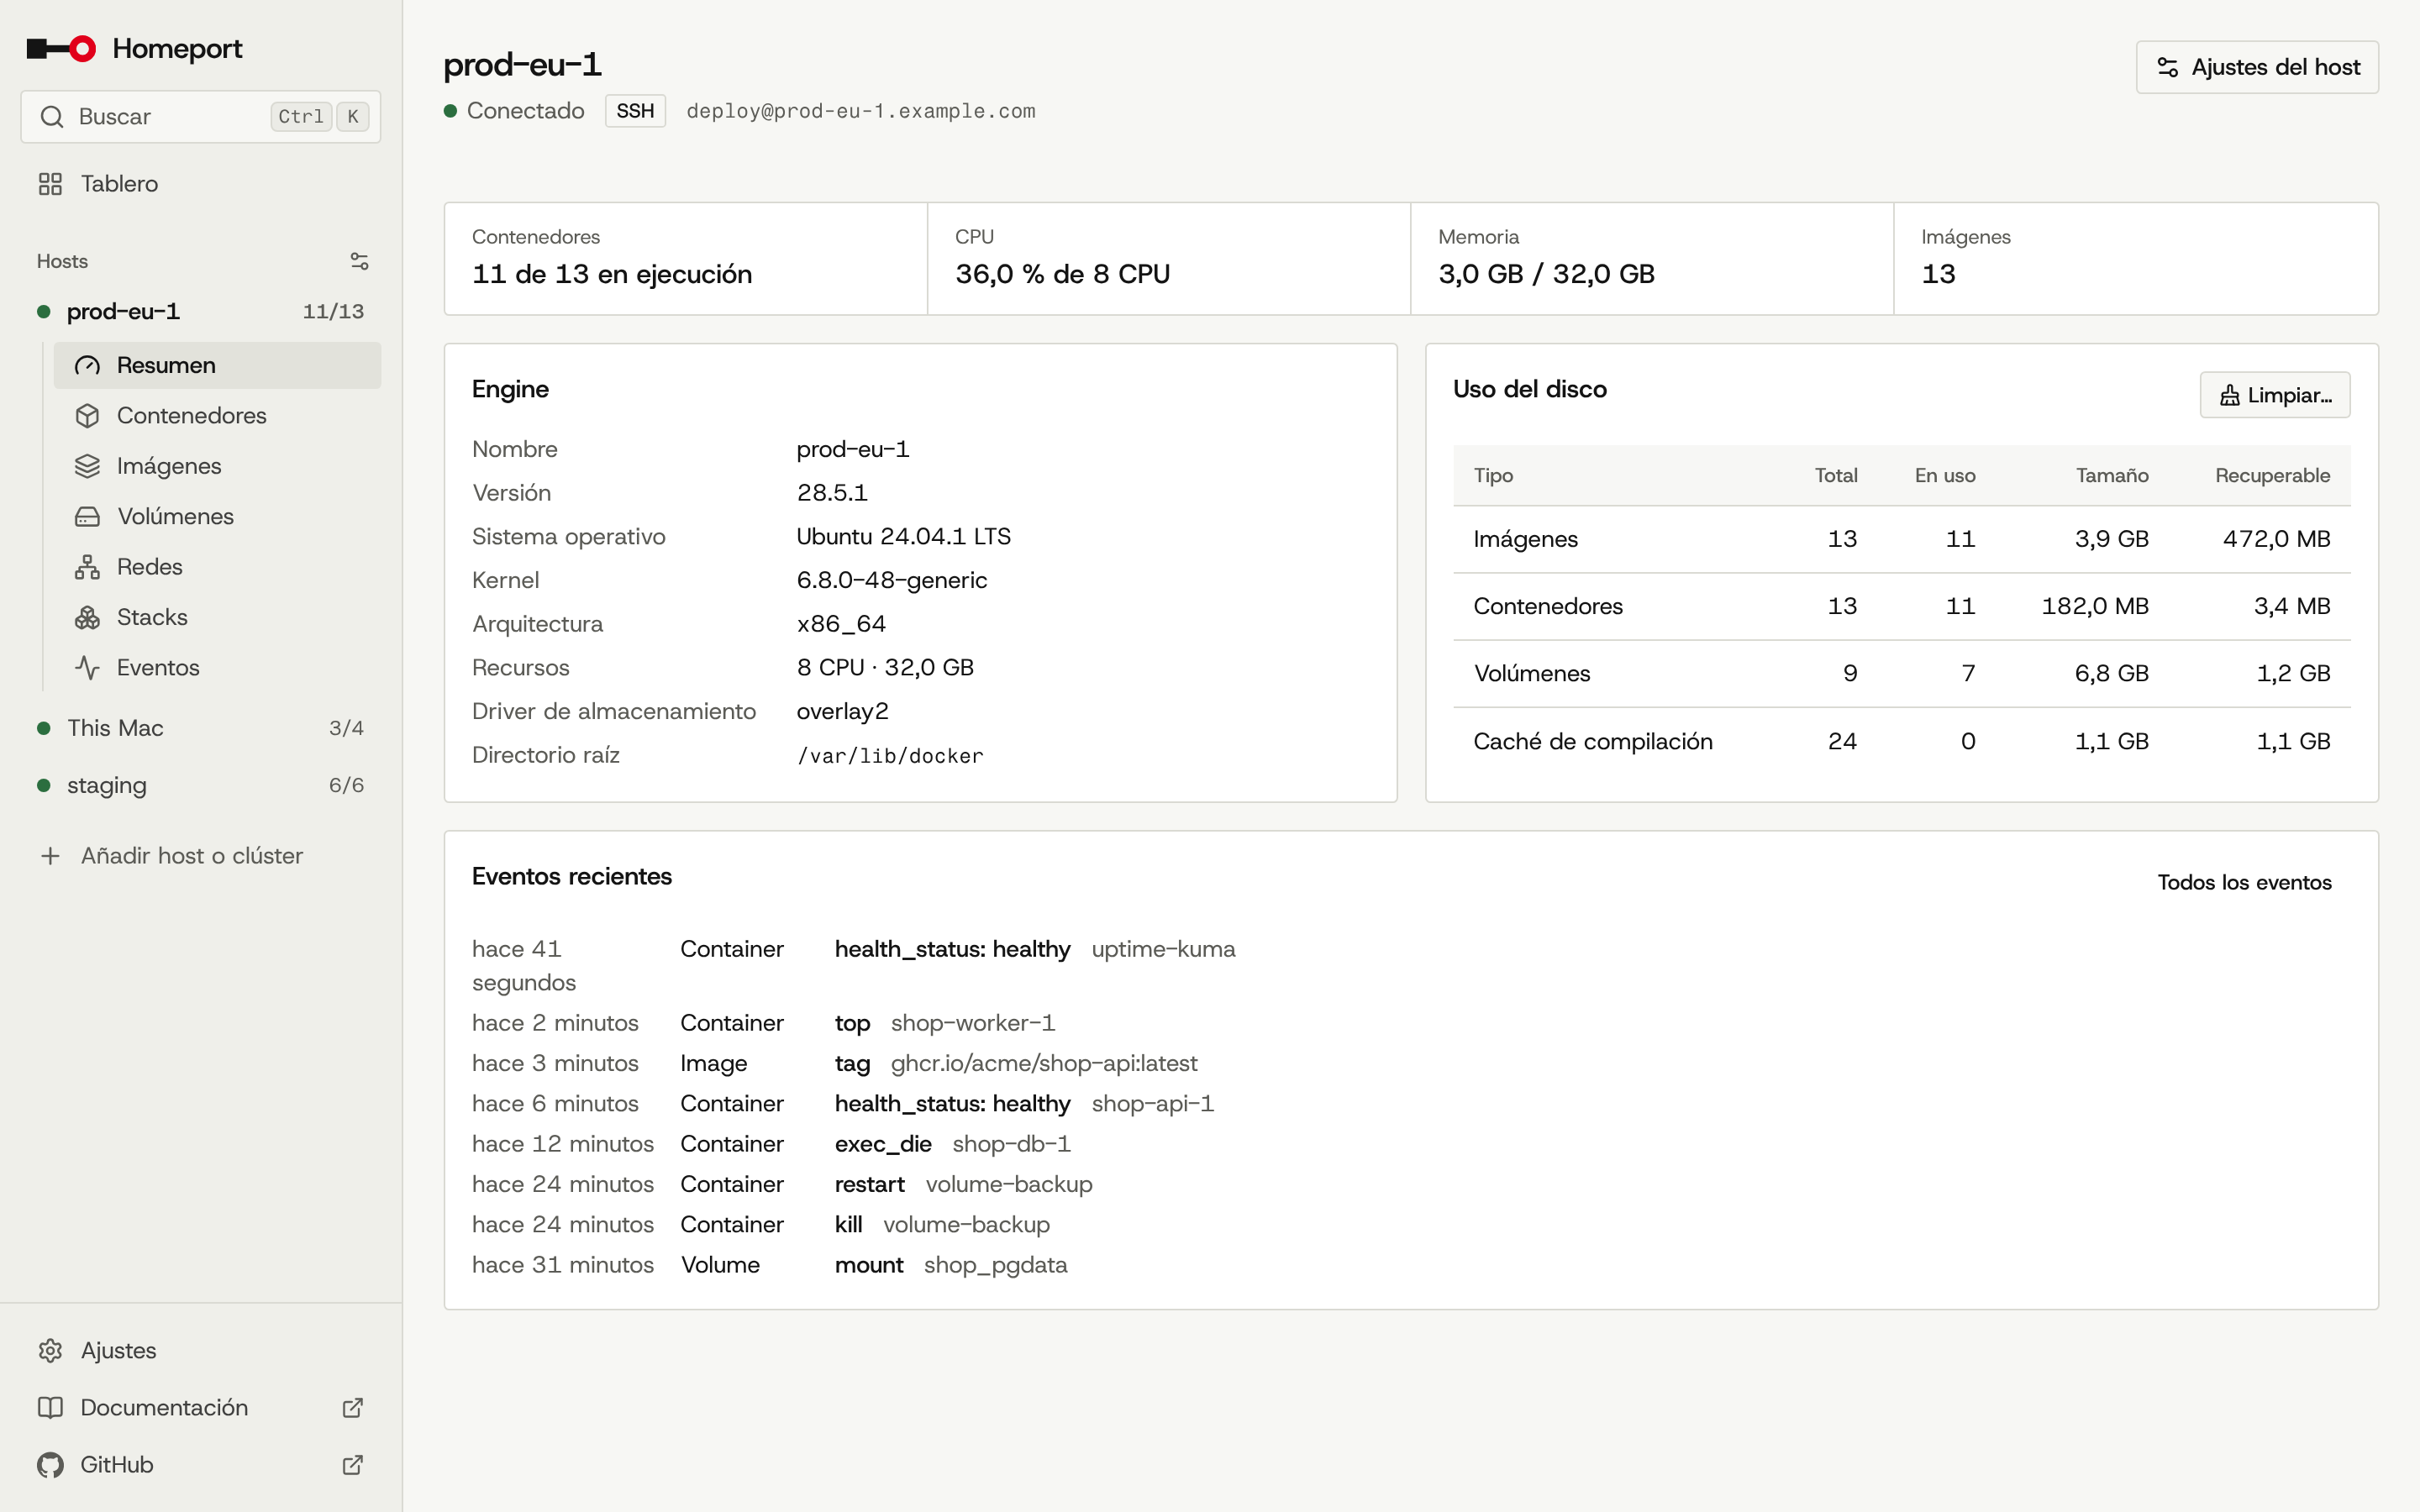 Homeport
Buscar Ctrl K
Tablero
Hosts
prod-eu-1 11/13
Resumen
Contenedores
Imágenes
Volúmenes
Redes
Stacks
Eventos
This Mac 3/4
staging 6/6
Añadir host o clúster
Ajustes
Documentación
GitHub
prod-eu-1
Conectado SSH deploy@prod-eu-1.example.com
Ajustes del host
Contenedores
11 de 13 en ejecución
CPU
36,0 % de 8 CPU
Memoria
3,0 GB / 32,0 GB
Imágenes
13
Engine
Nombre prod-eu-1
Versión 28.5.1
Sistema operativo Ubuntu 24.04.1 LTS
Kernel 6.8.0-48-generic
Arquitectura x86_64
Recursos 8 CPU · 32,0 GB
Driver de almacenamiento overlay2
Directorio raíz /var/lib/docker
Uso del disco
Limpiar…
Tipo Total En uso Tamaño Recuperable
Imágenes 13 11 3,9 GB 472,0 MB
Contenedores 13 11 182,0 MB 3,4 MB
Volúmenes 9 7 6,8 GB 1,2 GB
Caché de compilación 24 0 1,1 GB 1,1 GB
Eventos recientes
Todos los eventos
hace 41 segundos Container health_status: healthy uptime-kuma
hace 2 minutos Container top shop-worker-1
hace 3 minutos Image tag ghcr.io/acme/shop-api:latest
hace 6 minutos Container health_status: healthy shop-api-1
hace 12 minutos Container exec_die shop-db-1
hace 24 minutos Container restart volume-backup
hace 24 minutos Container kill volume-backup
hace 31 minutos Volume mount shop_pgdata